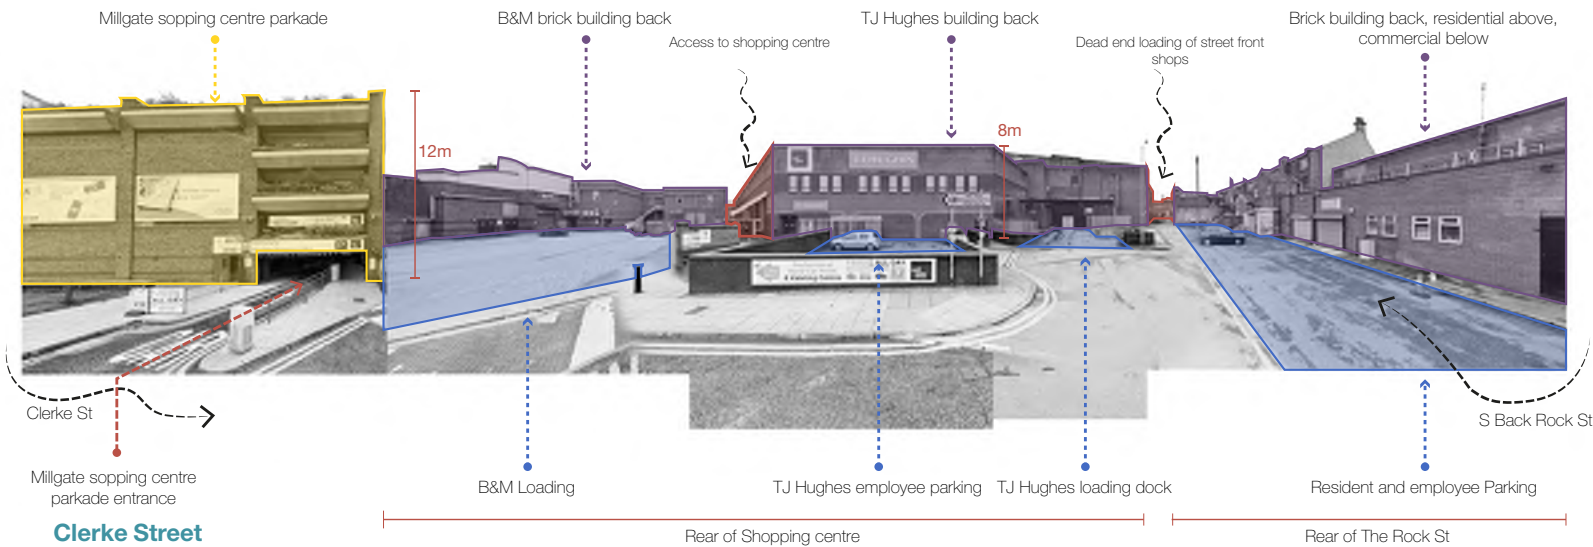 Millgate sopping centre parkade
B&M brick building back
TJ Hughes building back
Brick building back, residential above,
commercial below
Access to shopping centre
Dead end loading of street front
shops
12m
8m
Clerke St
S Back Rock St
Millgate sopping centre
parkade entrance
B&M Loading
TJ Hughes employee parking
TJ Hughes loading dock
Resident and employee Parking
Clerke Street
Rear of Shopping centre
Rear of The Rock St